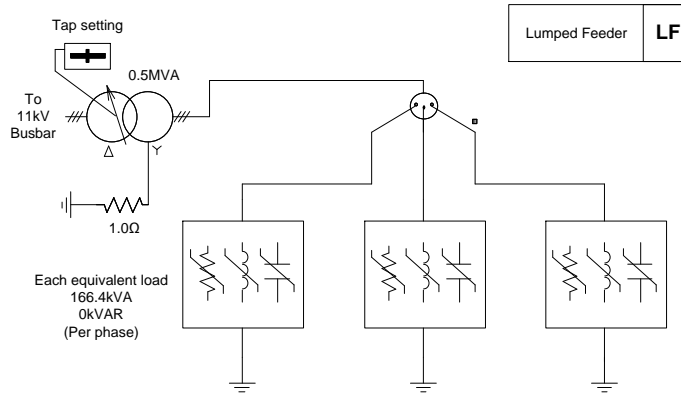 Tap setting
Lumped Feeder LF
0.5MVA
To
11kV
Busbar
Δ
Y
1.0Ω
Each equivalent load
166.4kVA
0kVAR
(Per phase)